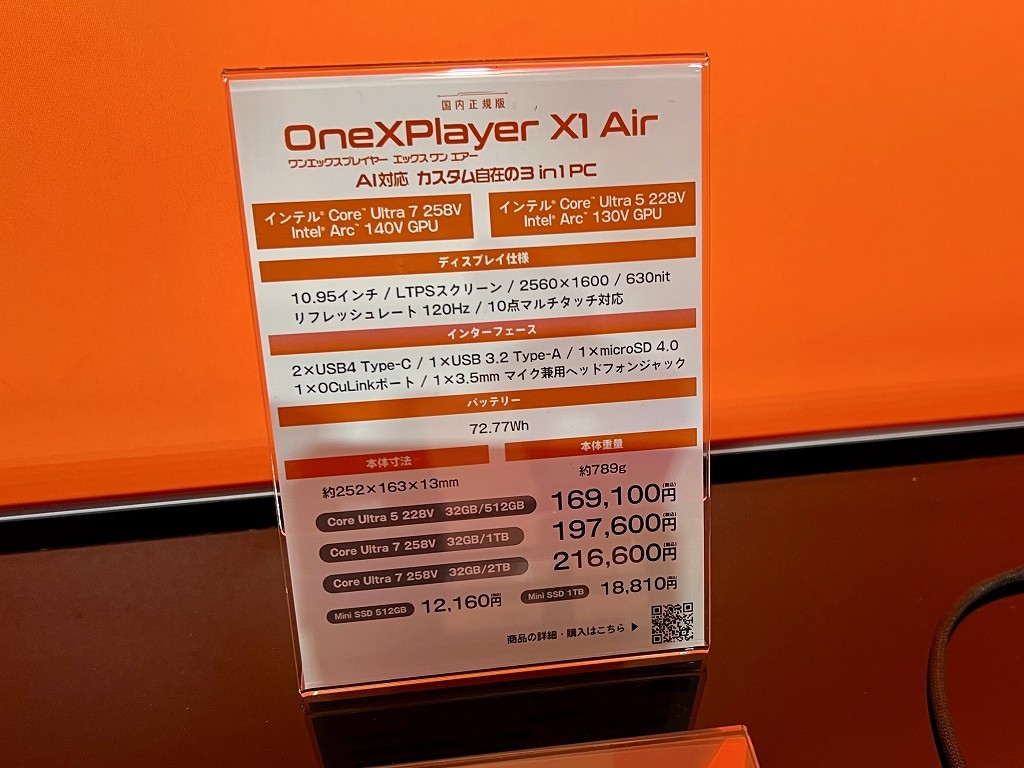 国内正規版
OneXPlayer X1 Air
ワンエックスプレイヤー エックスワン エアー
AI対応 カスタム自在の3 in 1 PC
インテル® Core™ Ultra 7 258V
Intel® Arc™ 140V GPU
インテル® Core™ Ultra 5 228V
Intel® Arc™ 130V GPU
ディスプレイ仕様
10.95インチ / LTPSスクリーン / 2560×1600 / 630nit
リフレッシュレート 120Hz / 10点マルチタッチ対応
インターフェース
2×USB4 Type-C / 1×USB 3.2 Type-A / 1×microSD 4.0
1×OCuLinkポート / 1×3.5mm マイク兼用ヘッドフォンジャック
バッテリー
72.77Wh
本体寸法
約252×163×13mm
本体重量
約789g
Core Ultra 5 228V 32GB/512GB 169,100円(税込)
Core Ultra 7 258V 32GB/1TB 197,600円(税込)
Core Ultra 7 258V 32GB/2TB 216,600円(税込)
Mini SSD 512GB 12,160円(税込) Mini SSD 1TB 18,810円(税込)
商品の詳細・購入はこちら ▶